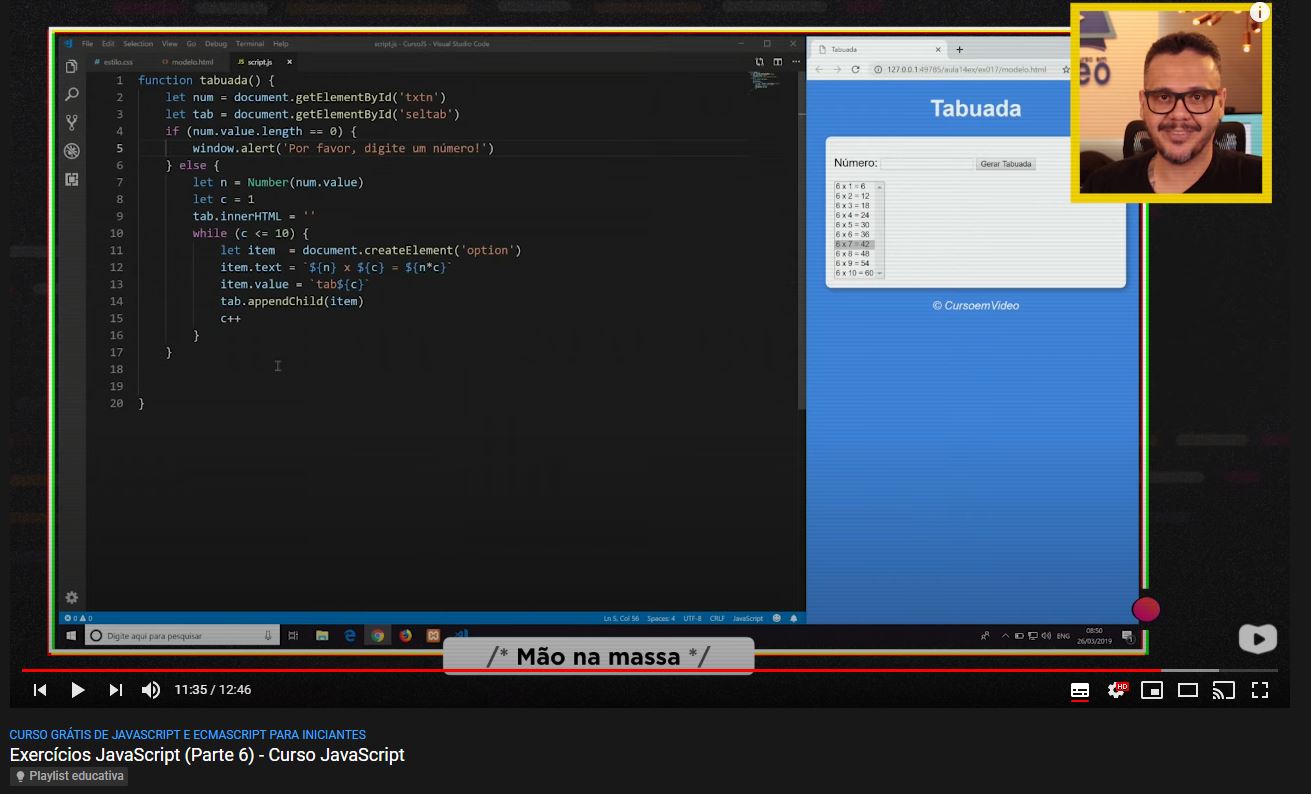 File Edit Selection View Go Debug Terminal Help
script.js - CursoJS - Visual Studio Code
# estilo.css
modelo.html
JS script.js ×
1 function tabuada() {
2 let num = document.getElementById('txtn')
3 let tab = document.getElementById('seltab')
4 if (num.value.length == 0) {
5 window.alert('Por favor, digite um número!')
6 } else {
7 let n = Number(num.value)
8 let c = 1
9 tab.innerHTML = ''
10 while (c <= 10) {
11 let item  = document.createElement('option')
12 item.text = `${n} x ${c} = ${n*c}`
13 item.value = `tab${c}`
14 tab.appendChild(item)
15 c++
16 }
17 }
18
19
20 }
0 0
Ln 5, Col 56 Spaces: 4 UTF-8 CRLF JavaScript
Tabuada × +
127.0.0.1:49785/aula14ex/ex017/modelo.html
Tabuada
Número:
Gerar Tabuada
6 x 1 = 6
6 x 2 = 12
6 x 3 = 18
6 x 4 = 24
6 x 5 = 30
6 x 6 = 36
6 x 7 = 42
6 x 8 = 48
6 x 9 = 54
6 x 10 = 60
© CursoemVideo
i
Digite aqui para pesquisar
ENG
08:50
26/03/2019
/* Mão na massa */
11:35 / 12:46
HD
CURSO GRÁTIS DE JAVASCRIPT E ECMASCRIPT PARA INICIANTES
Exercícios JavaScript (Parte 6) - Curso JavaScript
Playlist educativa